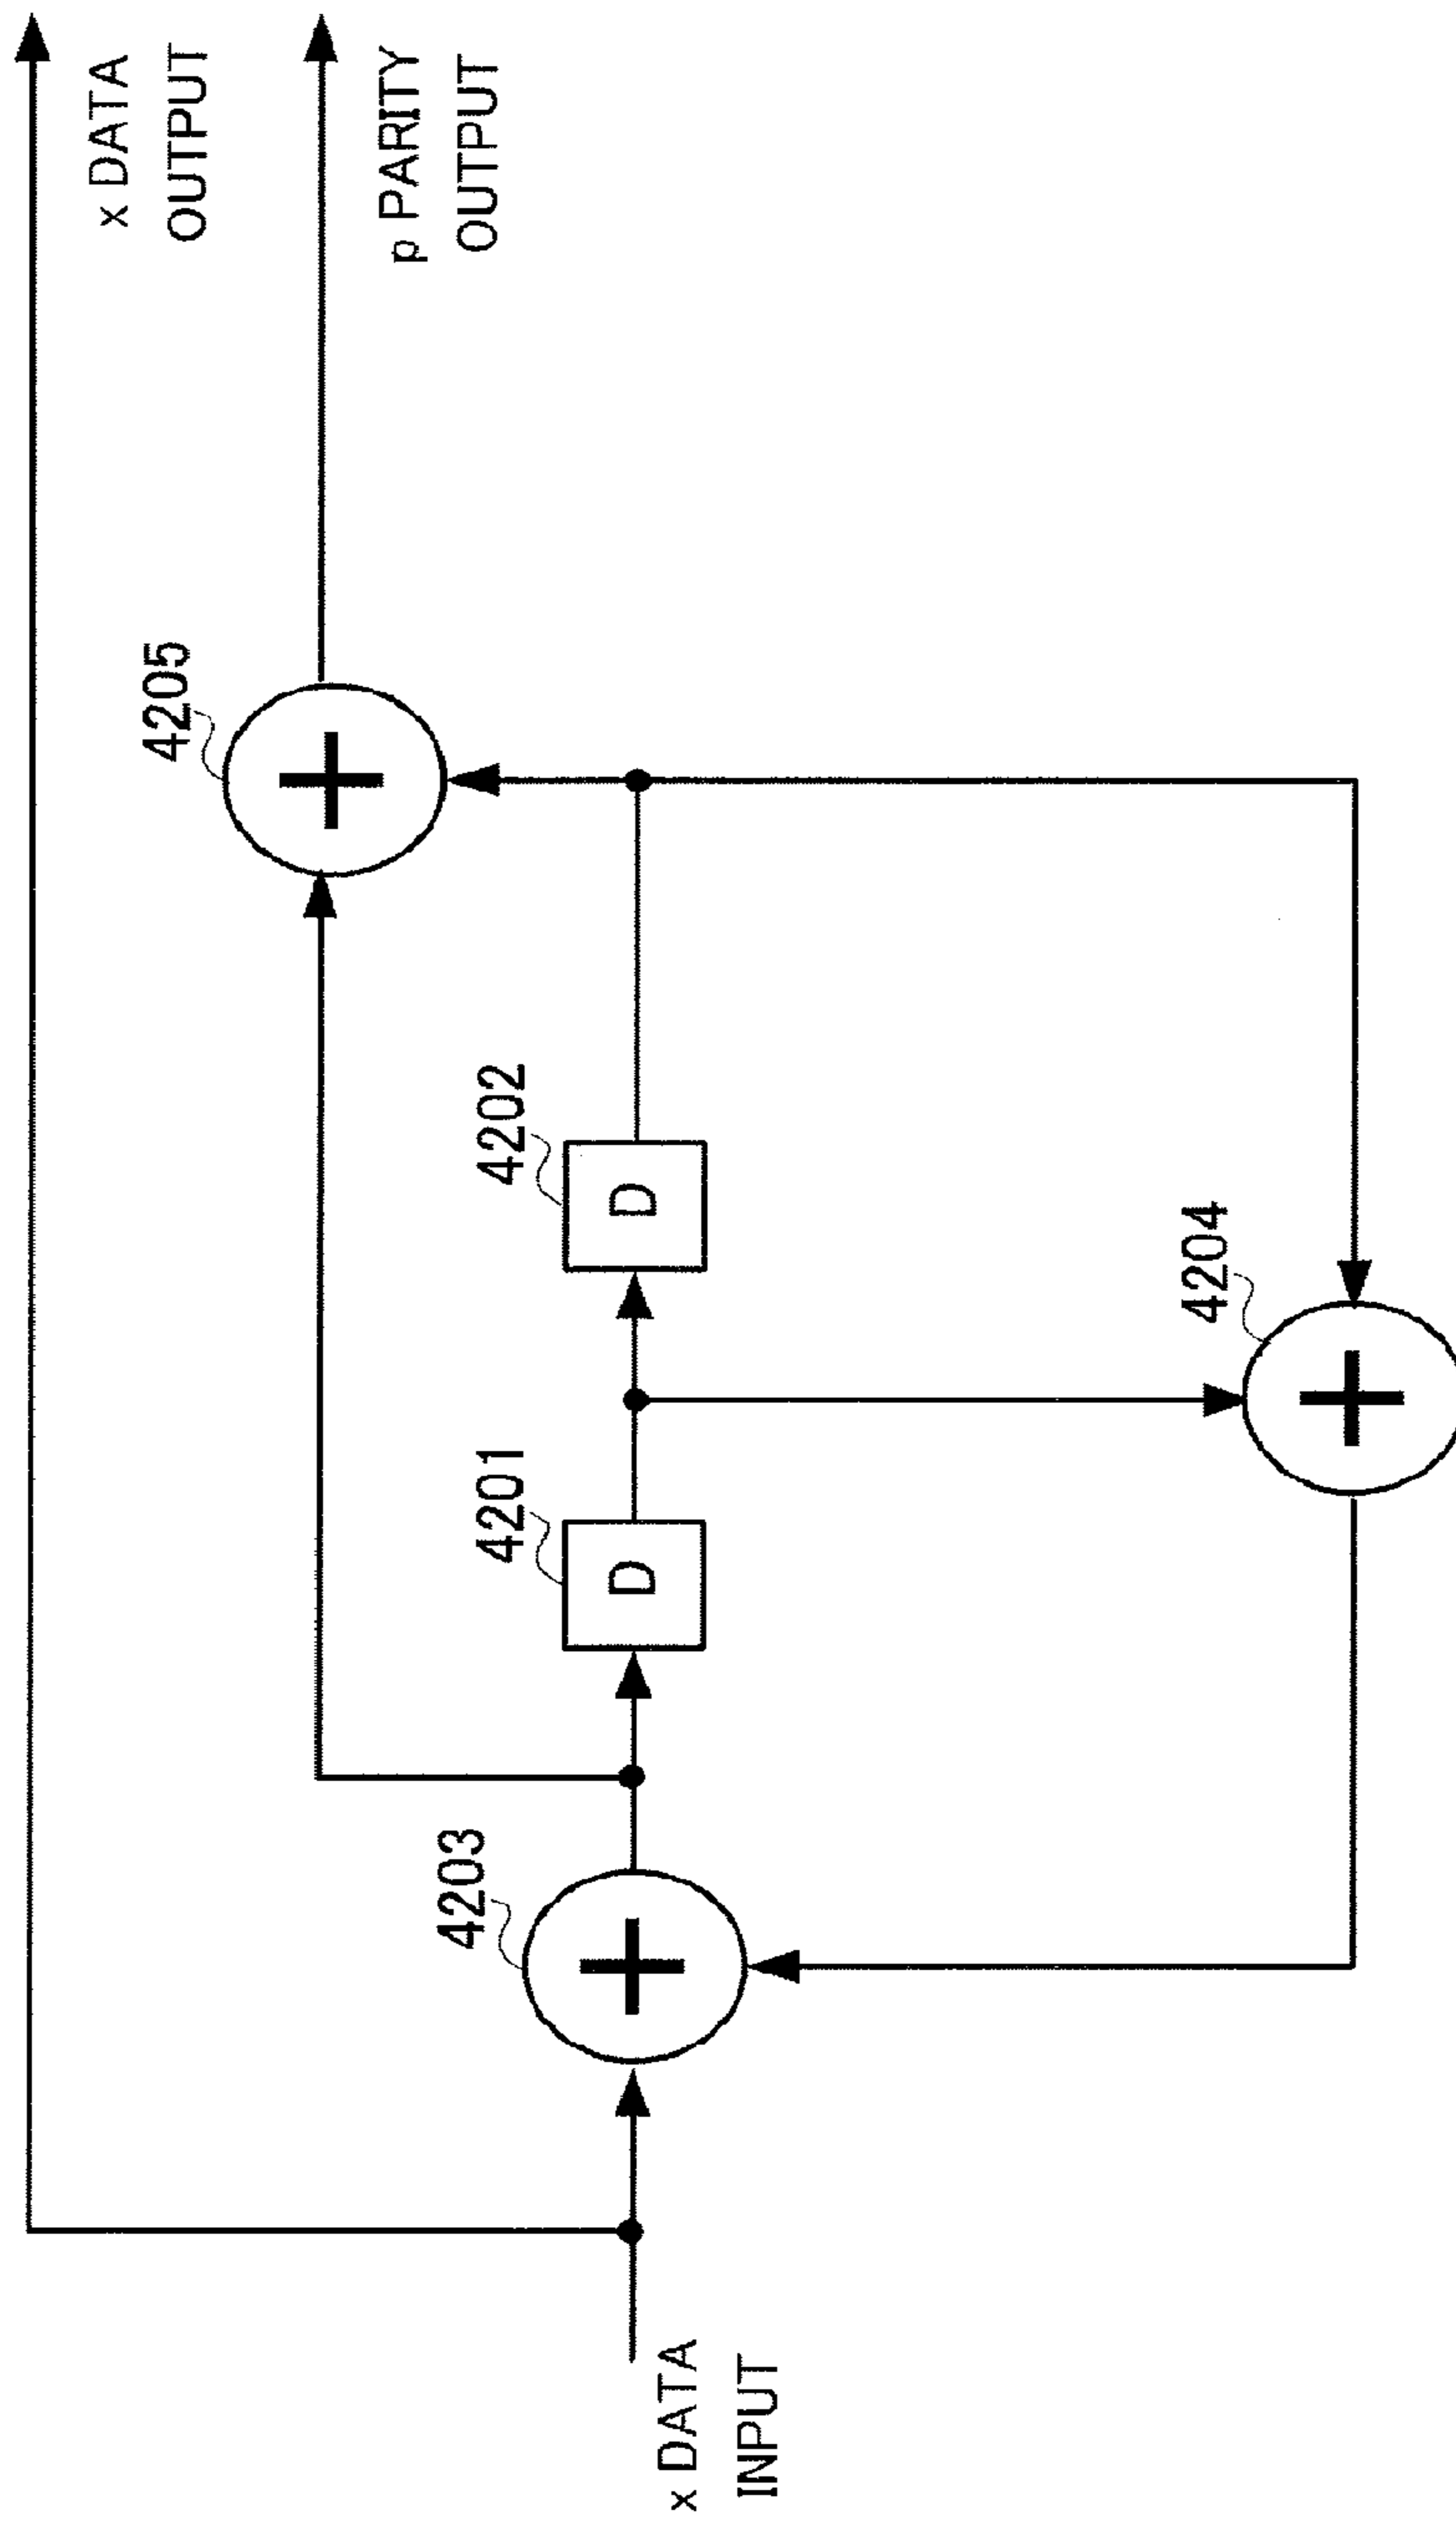 x DATA
OUTPUT
4205
p PARITY
OUTPUT
4203
4201
4202
D
D
x DATA
INPUT
4204